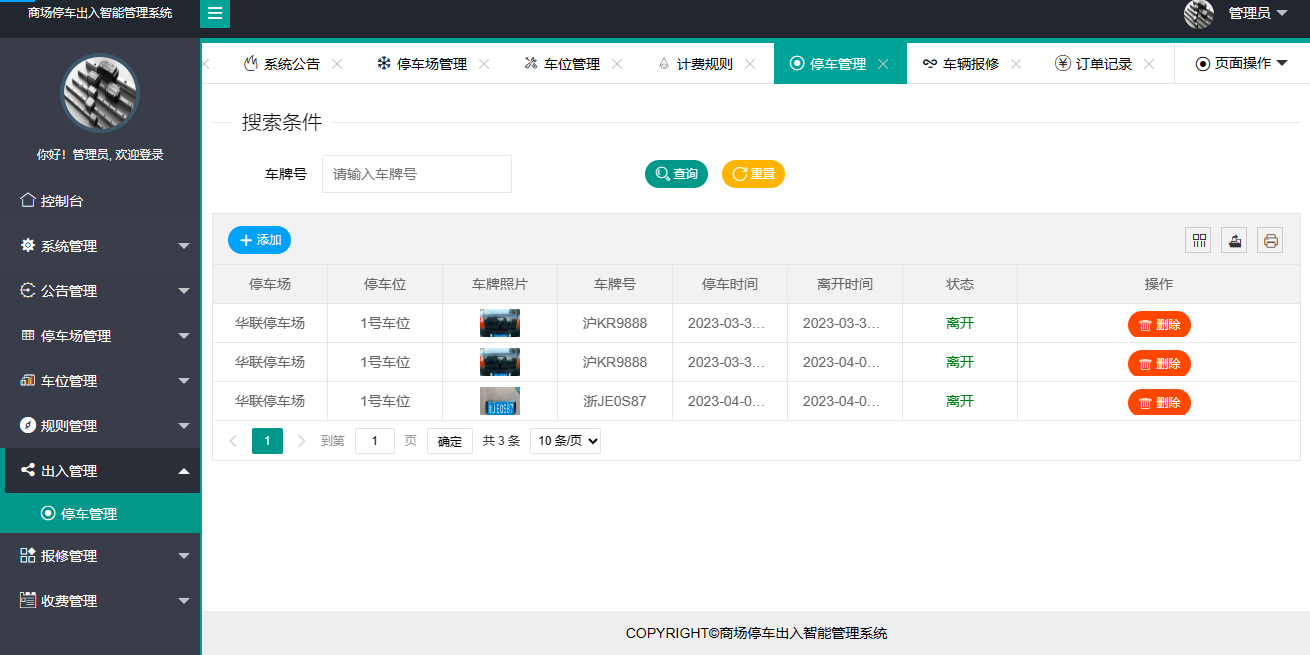 商场停车出入智能管理系统
管理员
系统公告
停车场管理
车位管理
计费规则
停车管理
车辆报修
订单记录
页面操作
你好！管理员, 欢迎登录
控制台
系统管理
公告管理
停车场管理
车位管理
规则管理
出入管理
停车管理
报修管理
收费管理
搜索条件
车牌号 请输入车牌号 查询 重置
添加
停车场 停车位 车牌照片 车牌号 停车时间 离开时间 状态 操作
华联停车场 1号车位 沪KR9888 2023-03-3... 2023-03-3... 离开 删除
华联停车场 1号车位 沪KR9888 2023-03-3... 2023-04-0... 离开 删除
华联停车场 1号车位 浙JE0S87 2023-04-0... 2023-04-0... 离开 删除
1 到第 1 页 确定 共 3 条 10 条/页
COPYRIGHT©商场停车出入智能管理系统